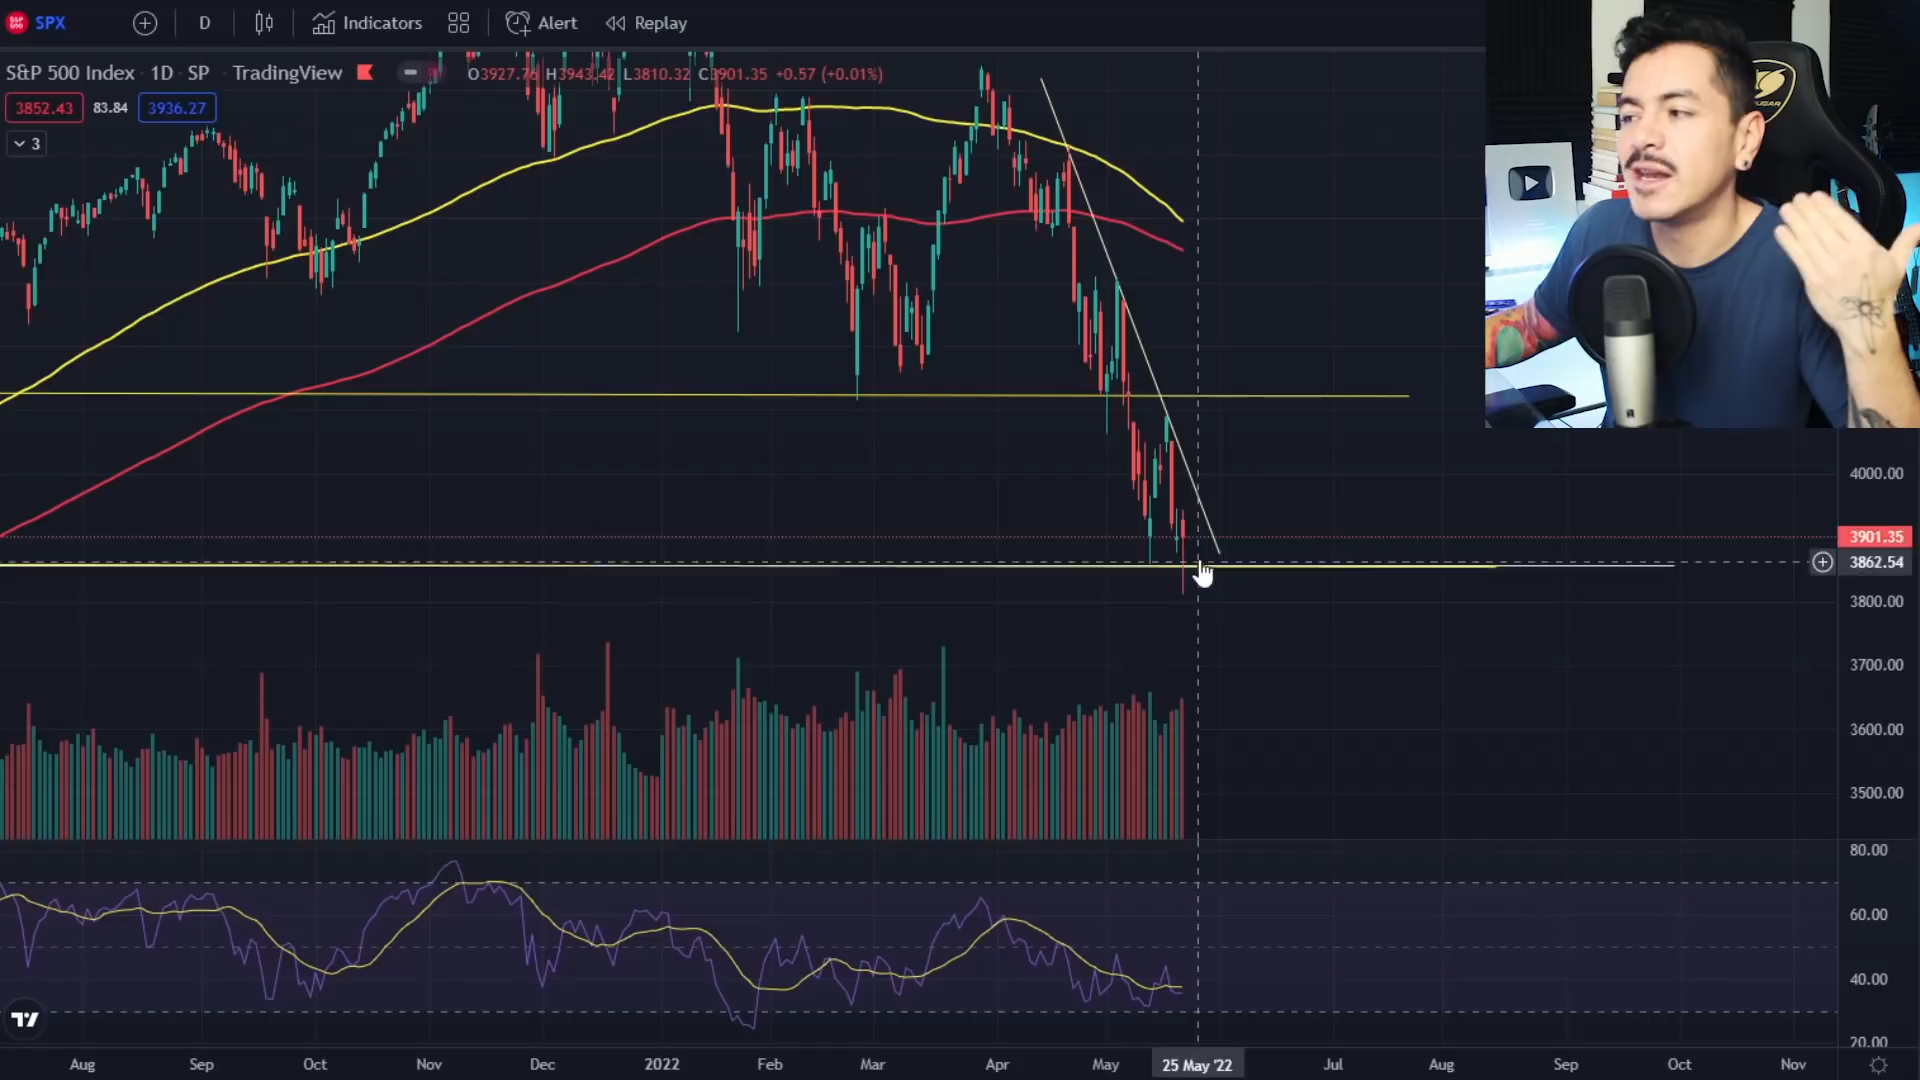 S&P 500 SPX D Indicators Alert Replay
S&P 500 Index · 1D · SP · TradingView O3927.76 H3943.42 L3810.32 C3901.35 +0.57 (+0.01%)
3852.43 83.84 3936.27
3
COUGAR
4000.00
3901.35
3862.54
3800.00
3700.00
3600.00
3500.00
80.00
60.00
40.00
20.00
Aug Sep Oct Nov Dec 2022 Feb Mar Apr May 25 May '22 Jul Aug Sep Oct Nov